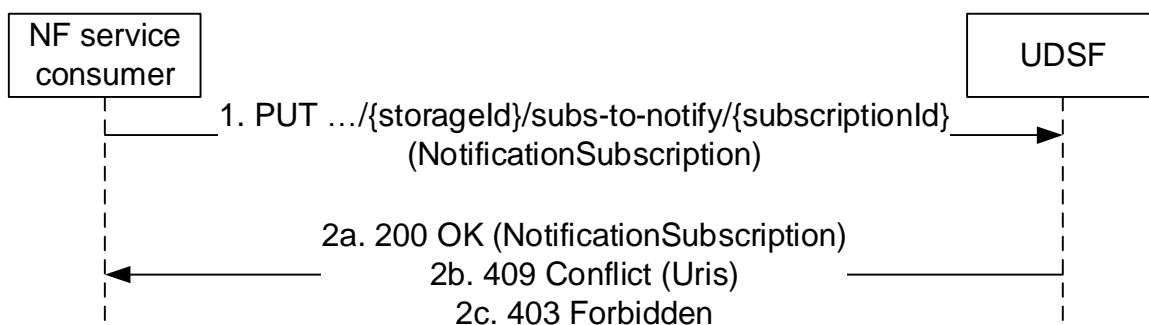 NF service
consumer
UDSF
1. PUT …/{storageId}/subs-to-notify/{subscriptionId}
(NotificationSubscription)
2a. 200 OK (NotificationSubscription)
2b. 409 Conflict (Uris)
2c. 403 Forbidden